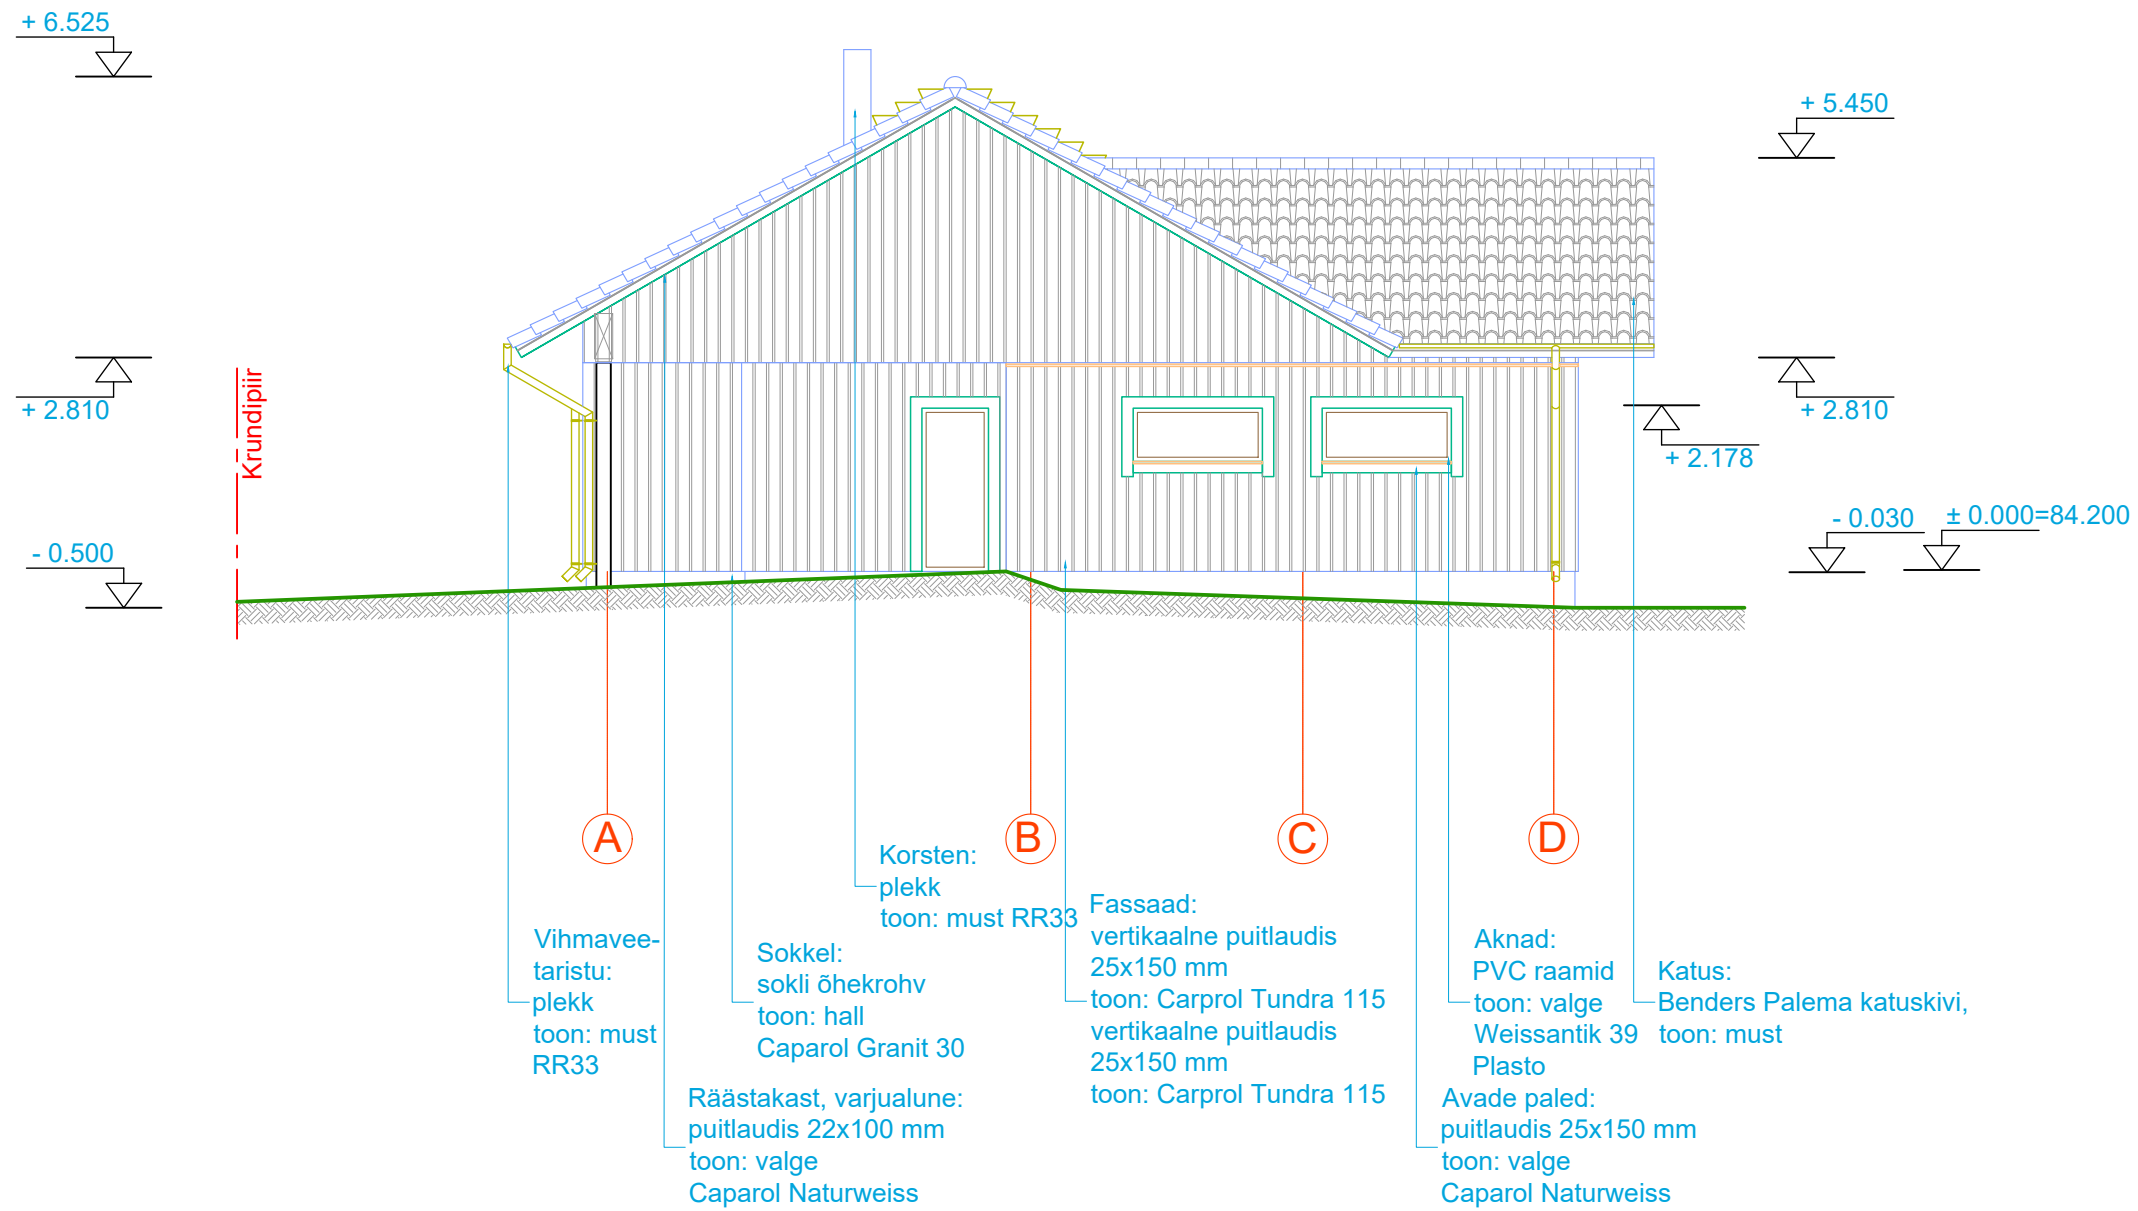 + 6.525
+ 5.450
+ 2.810
Krundipiir
+ 2.810
+ 2.178
- 0.500
- 0.030
± 0.000=84.200
A
B
C
D
Korsten:
plekk
toon: must RR33
Vihmavee-
taristu:
plekk
toon: must
RR33
Sokkel:
sokli õhekrohv
toon: hall
Caparol Granit 30
Fassaad:
vertikaalne puitlaudis
25x150 mm
toon: Carprol Tundra 115
vertikaalne puitlaudis
25x150 mm
toon: Carprol Tundra 115
Aknad:
PVC raamid
toon: valge
Weissantik 39
Plasto
Katus:
Benders Palema katuskivi,
toon: must
Räästakast, varjualune:
puitlaudis 22x100 mm
toon: valge
Caparol Naturweiss
Avade paled:
puitlaudis 25x150 mm
toon: valge
Caparol Naturweiss